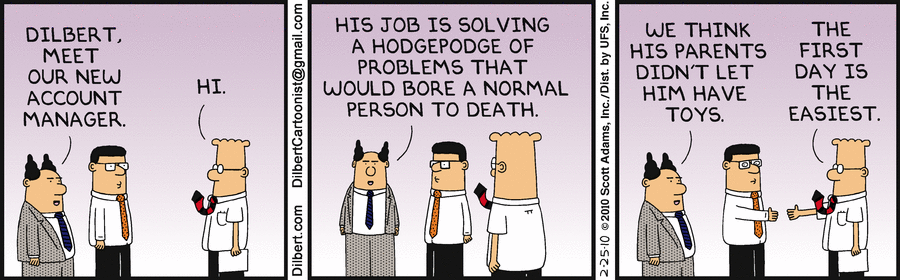 DILBERT,
MEET
OUR NEW
ACCOUNT
MANAGER.
HI.
Dilbert.com DilbertCartoonist@gmail.com
HIS JOB IS SOLVING
A HODGEPODGE OF
PROBLEMS THAT
WOULD BORE A NORMAL
PERSON TO DEATH.
2-25-10 ©2010 Scott Adams, Inc./Dist. by UFS, Inc.
WE THINK
HIS PARENTS
DIDN'T LET
HIM HAVE
TOYS.
THE
FIRST
DAY IS
THE
EASIEST.